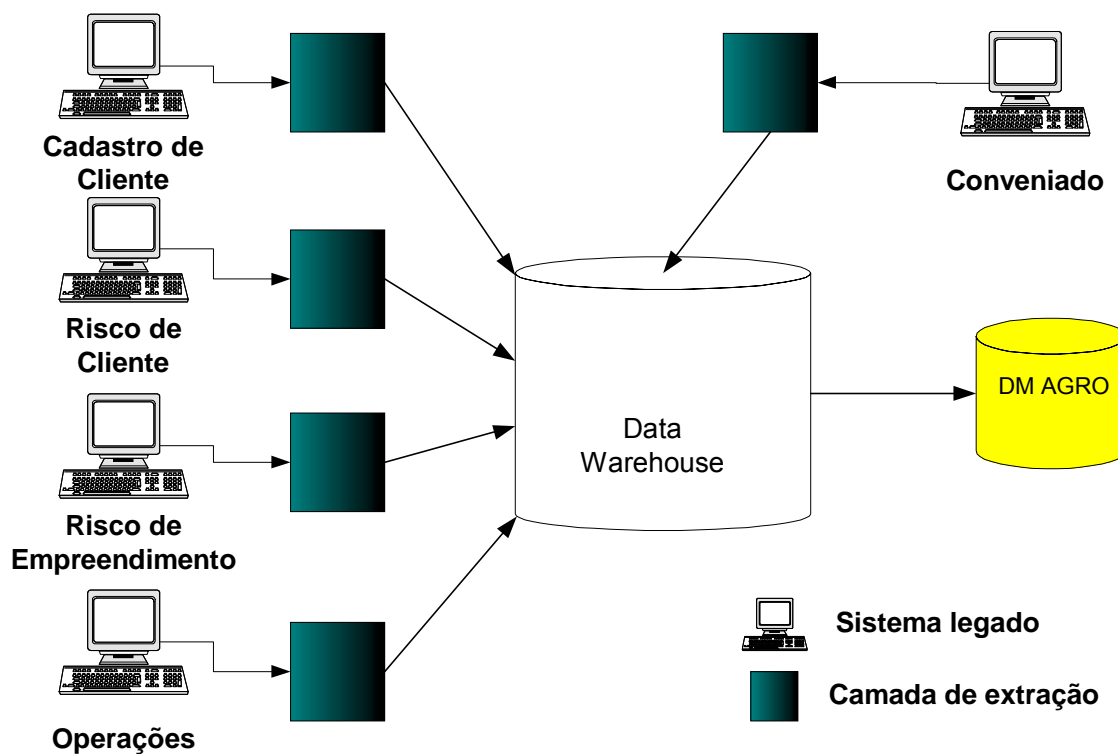 Cadastro de
Cliente
Conveniado
Risco de
Cliente
DM AGRO
Data
Warehouse
Risco de
Empreendimento
Sistema legado
Camada de extração
Operações